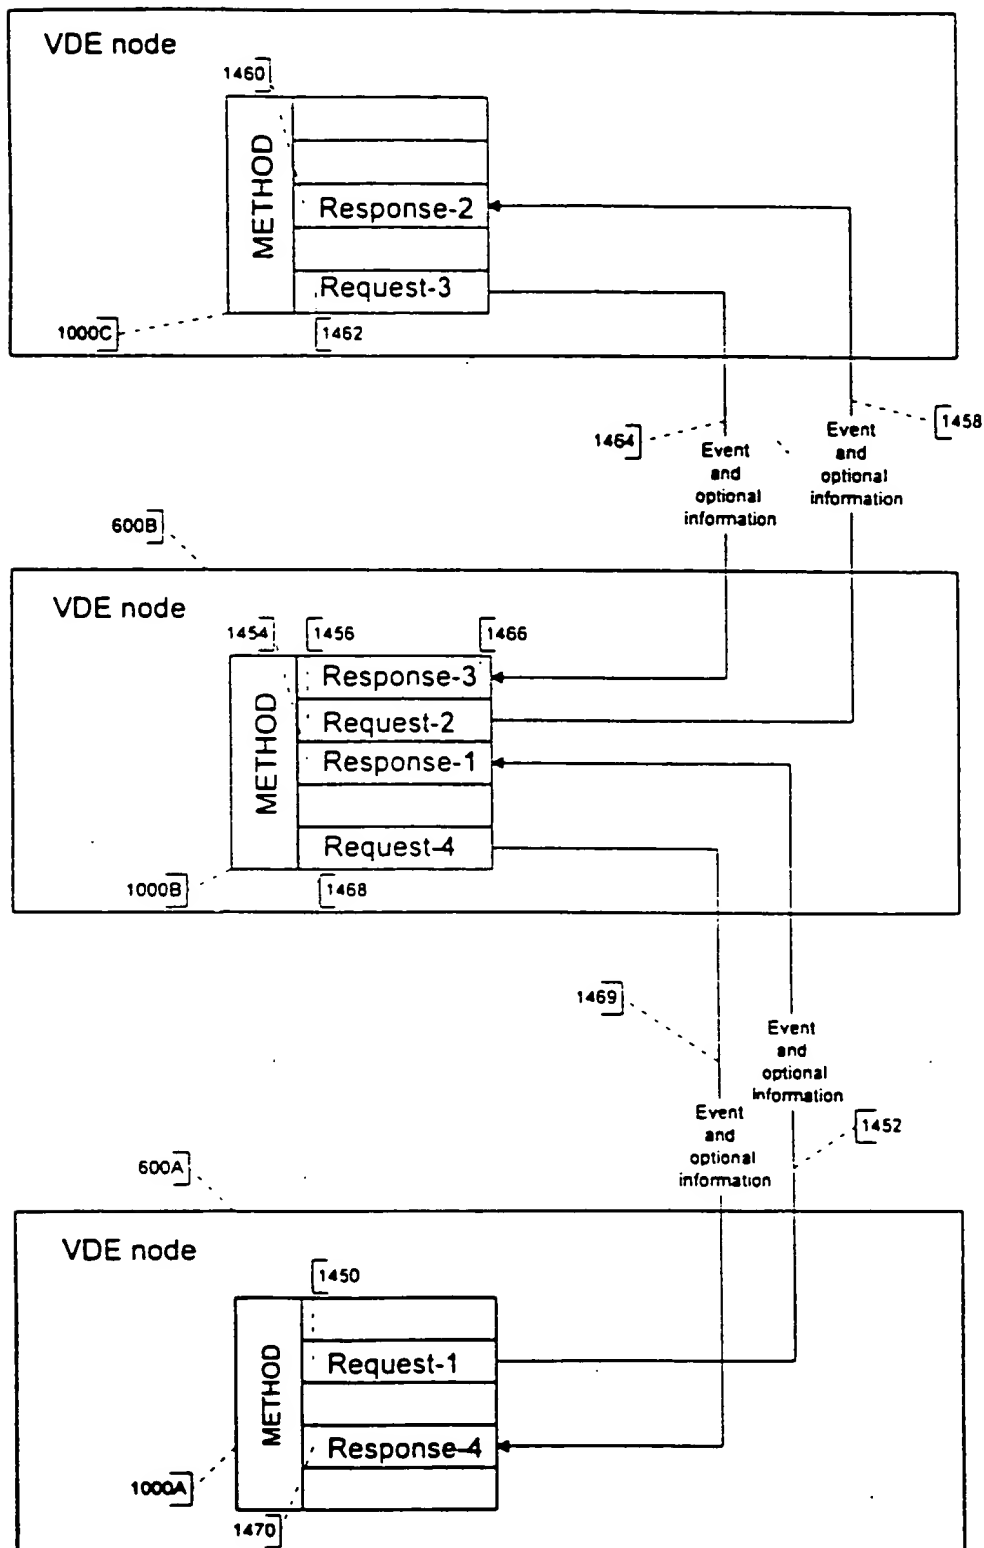 VDE node
1460
METHOD
Response-2
Request-3
1000C
1462
1464
1458
Event
and
optional
information
Event
and
optional
information
600B
VDE node
1454
1456
1466
METHOD
Response-3
Request-2
Response-1
Request-4
1000B
1468
1469
Event
and
optional
information
Event
and
optional
information
1452
600A
VDE node
1450
METHOD
Request-1
Response-4
1000A
1470